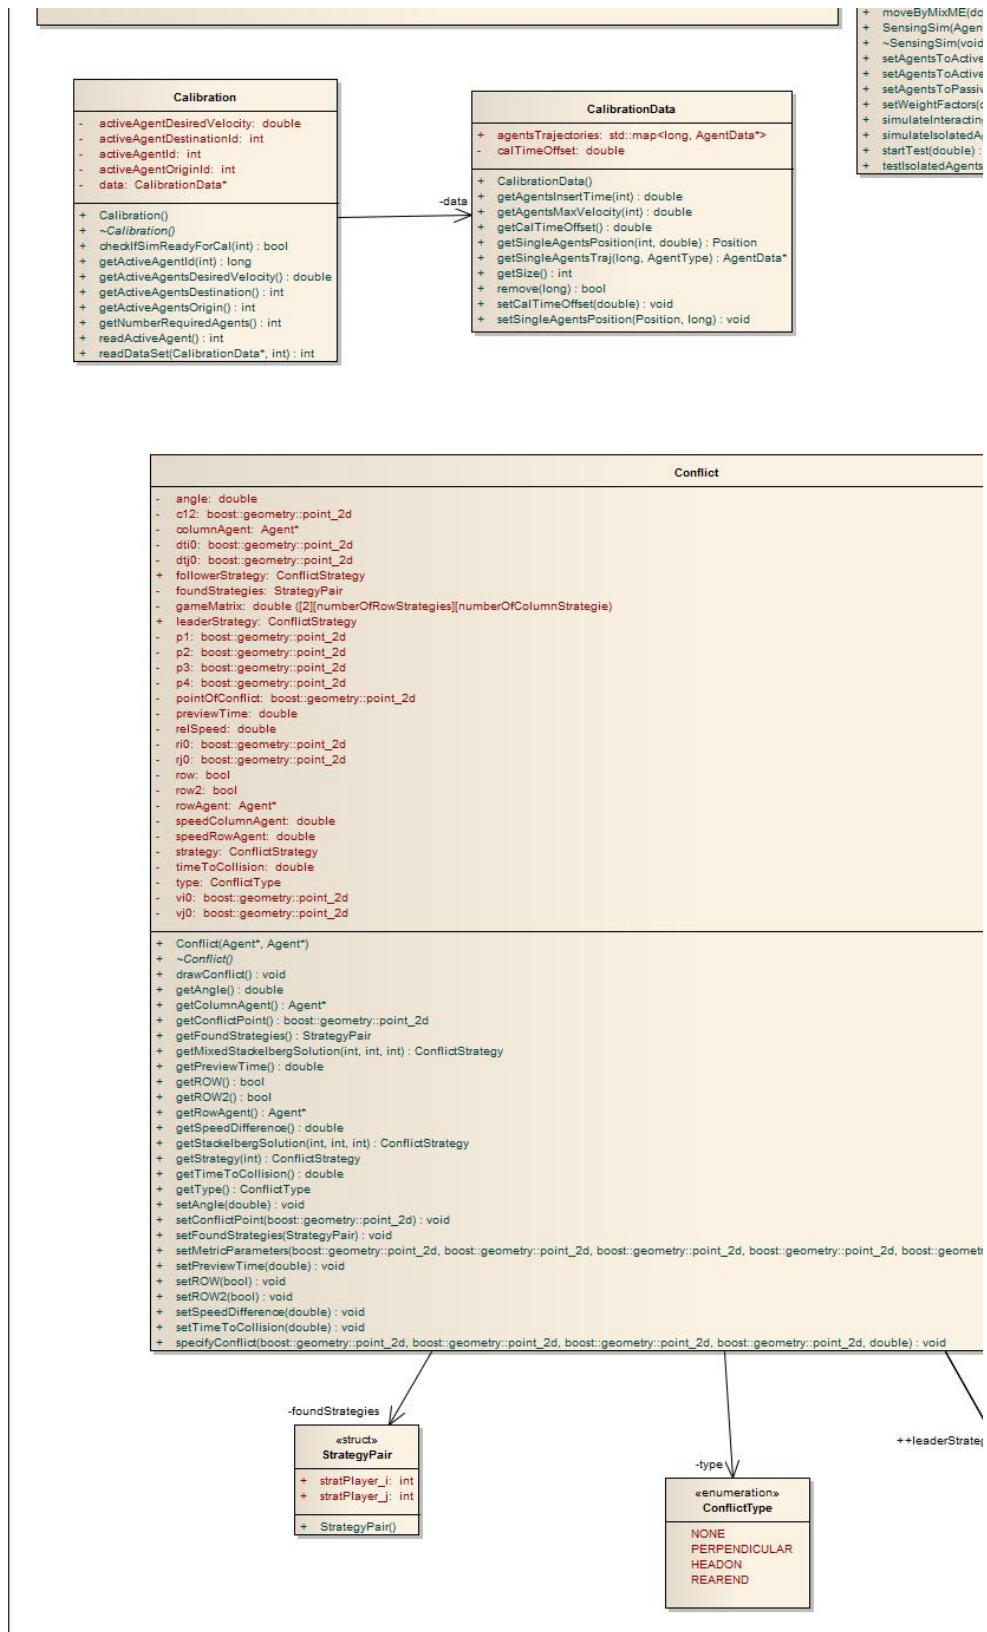 + moveByMixME(do
+ SensingSim(Agen
+ ~SensingSim(void
+ setAgentsToActive
+ setAgentsToActive
+ setAgentsToPassiv
+ setWeightFactors(
+ simulateInteractin
+ simulateIsolatedA
+ startTest(double) :
+ testIsolatedAgents
Calibration
- activeAgentDesiredVelocity: double
- activeAgentDestinationId: int
- activeAgentId: int
- activeAgentOriginId: int
- data: CalibrationData*
+ Calibration()
+ ~Calibration()
+ checkIfSimReadyForCal(int) : bool
+ getActiveAgentId(int) : long
+ getActiveAgentsDesiredVelocity() : double
+ getActiveAgentsDestination() : int
+ getActiveAgentsOrigin() : int
+ getNumberRequiredAgents() : int
+ readActiveAgent() : int
+ readDataSet(CalibrationData*, int) : int
-data
CalibrationData
+ agentsTrajectories: std::map<long, AgentData*>
- calTimeOffset: double
+ CalibrationData()
+ getAgentsInsertTime(int) : double
+ getAgentsMaxVelocity(int) : double
+ getCalTimeOffset() : double
+ getSingleAgentsPosition(int, double) : Position
+ getSingleAgentsTraj(long, AgentType) : AgentData*
+ getSize() : int
+ remove(long) : bool
+ setCalTimeOffset(double) : void
+ setSingleAgentsPosition(Position, long) : void
Conflict
- angle: double
- c12: boost::geometry::point_2d
- columnAgent: Agent*
- dti0: boost::geometry::point_2d
- dtj0: boost::geometry::point_2d
+ followerStrategy: ConflictStrategy
- foundStrategies: StrategyPair
- gameMatrix: double ([2][numberOfRowStrategies][numberOfColumnStrategie)
+ leaderStrategy: ConflictStrategy
- p1: boost::geometry::point_2d
- p2: boost::geometry::point_2d
- p3: boost::geometry::point_2d
- p4: boost::geometry::point_2d
- pointOfConflict: boost::geometry::point_2d
- previewTime: double
- relSpeed: double
- ri0: boost::geometry::point_2d
- rj0: boost::geometry::point_2d
- row: bool
- row2: bool
- rowAgent: Agent*
- speedColumnAgent: double
- speedRowAgent: double
- strategy: ConflictStrategy
- timeToCollision: double
- type: ConflictType
- vi0: boost::geometry::point_2d
- vj0: boost::geometry::point_2d
+ Conflict(Agent*, Agent*)
+ ~Conflict()
+ drawConflict() : void
+ getAngle() : double
+ getColumnAgent() : Agent*
+ getConflictPoint() : boost::geometry::point_2d
+ getFoundStrategies() : StrategyPair
+ getMixedStackelbergSolution(int, int, int) : ConflictStrategy
+ getPreviewTime() : double
+ getROW() : bool
+ getROW2() : bool
+ getRowAgent() : Agent*
+ getSpeedDifference() : double
+ getStackelbergSolution(int, int, int) : ConflictStrategy
+ getStrategy(int) : ConflictStrategy
+ getTimeToCollision() : double
+ getType() : ConflictType
+ setAngle(double) : void
+ setConflictPoint(boost::geometry::point_2d) : void
+ setFoundStrategies(StrategyPair) : void
+ setMetricParameters(boost::geometry::point_2d, boost::geometry::point_2d, boost::geometry::point_2d, boost::geometry::point_2d, boost::geomet
+ setPreviewTime(double) : void
+ setROW(bool) : void
+ setROW2(bool) : void
+ setSpeedDifference(double) : void
+ setTimeToCollision(double) : void
+ specifyConflict(boost::geometry::point_2d, boost::geometry::point_2d, boost::geometry::point_2d, boost::geometry::point_2d, double) : void
-foundStrategies
«struct»
StrategyPair
+ stratPlayer_i: int
+ stratPlayer_j: int
+ StrategyPair()
-type
«enumeration»
ConflictType
NONE
PERPENDICULAR
HEADON
REAREND
++leaderStrateg